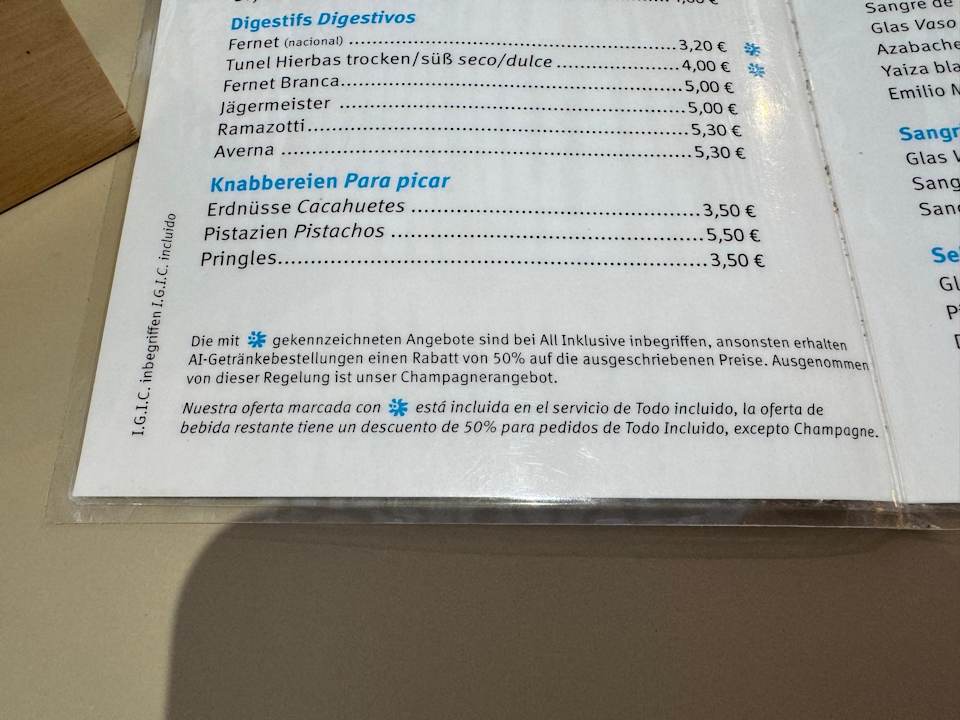 Digestifs Digestivos
Fernet (nacional) 3,20 €
Tunel Hierbas trocken/süß seco/dulce 4,00 €
Fernet Branca 5,00 €
Jägermeister 5,00 €
Ramazotti 5,30 €
Averna 5,30 €
Knabbereien Para picar
Erdnüsse Cacahuetes 3,50 €
Pistazien Pistachos 5,50 €
Pringles 3,50 €
I.G.I.C. inbegriffen I.G.I.C. incluido
Die mit gekennzeichneten Angebote sind bei All Inklusive inbegriffen, ansonsten erhalten
AI-Getränkebestellungen einen Rabatt von 50% auf die ausgeschriebenen Preise. Ausgenommen
von dieser Regelung ist unser Champagnerangebot.
Nuestra oferta marcada con está incluida en el servicio de Todo incluido, la oferta de
bebida restante tiene un descuento de 50% para pedidos de Todo Incluido, excepto Champagne.
Sangre de
Glas Vaso
Azabache
Yaiza bla
Emilio M
Sangr
Glas V
Sang
San
Se
Gl